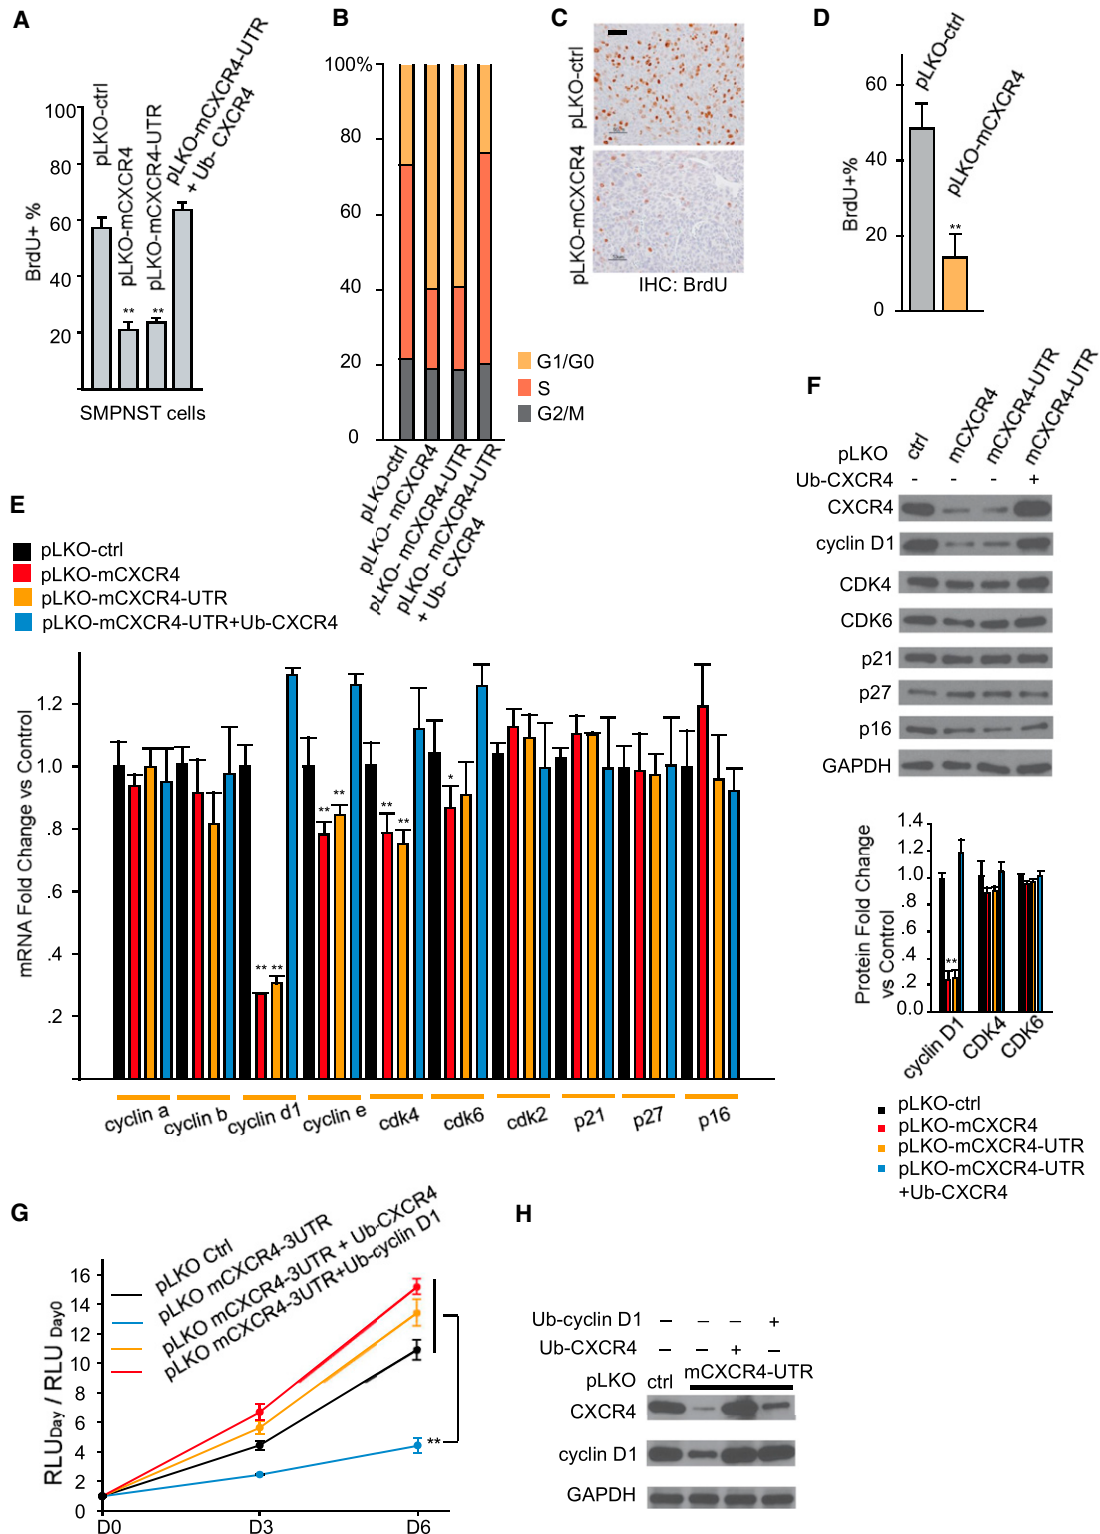 A
100
80
60
40
20
BrdU+ %
pLKO-ctrl
pLKO-mCXCR4
pLKO-mCXCR4-UTR
pLKO-mCXCR4-UTR
+ Ub- CXCR4
**
**
SMPNST cells
B
100%
80
60
40
20
0
G1/G0
S
G2/M
pLKO-ctrl
pLKO- mCXCR4
pLKO- mCXCR4-UTR
pLKO- mCXCR4-UTR
+ Ub- CXCR4
C
pLKO-ctrl
pLKO-mCXCR4
IHC: BrdU
D
60
40
20
0
BrdU+%
pLKO-ctrl
pLKO-mCXCR4
**
E
pLKO-ctrl
pLKO-mCXCR4
pLKO-mCXCR4-UTR
pLKO-mCXCR4-UTR+Ub-CXCR4
mRNA Fold Change vs Control
1.2
1.0
.8
.6
.4
.2
** **
** **
** **
*
cyclin a
cyclin b
cyclin d1
cyclin e
cdk4
cdk6
cdk2
p21
p27
p16
F
pLKO
ctrl
mCXCR4
mCXCR4-UTR
mCXCR4-UTR
Ub-CXCR4 - - - +
CXCR4
cyclin D1
CDK4
CDK6
p21
p27
p16
GAPDH
Protein Fold Change
vs Control
1.4
1.2
1.0
.8
.6
.4
.2
0.0
**
cyclin D1
CDK4
CDK6
pLKO-ctrl
pLKO-mCXCR4
pLKO-mCXCR4-UTR
pLKO-mCXCR4-UTR
+Ub-CXCR4
G
pLKO Ctrl
pLKO mCXCR4-3UTR
pLKO mCXCR4-3UTR + Ub-CXCR4
pLKO mCXCR4-3UTR+Ub-cyclin D1
RLUDay / RLU Day0
16
14
12
10
8
6
4
2
0
**
D0
D3
D6
H
Ub-cyclin D1 – – – +
Ub-CXCR4 – – + –
pLKO ctrl mCXCR4-UTR
CXCR4
cyclin D1
GAPDH